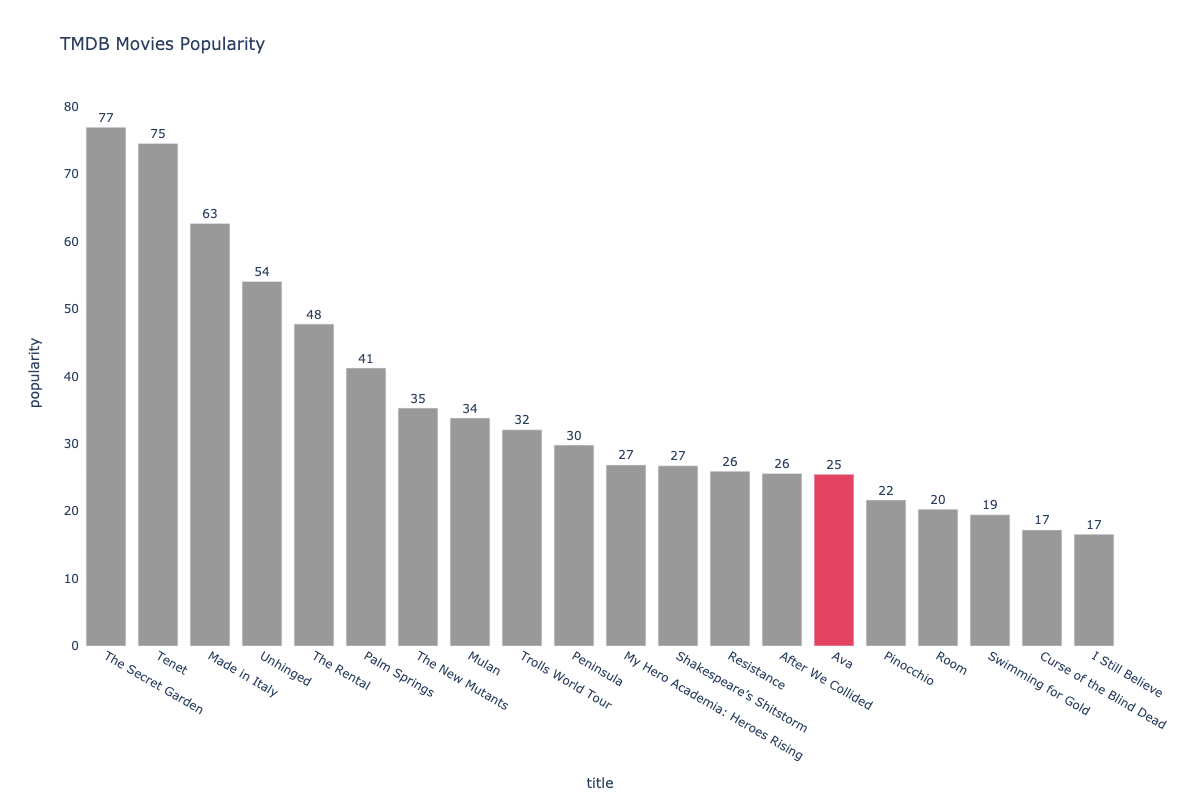 TMDB Movies Popularity
80
70
60
50
40
30
20
10
0
popularity
77
75
63
54
48
41
35
34
32
30
27
27
26
26
25
22
20
19
17
17
The Secret Garden
Tenet
Made in Italy
Unhinged
The Rental
Palm Springs
The New Mutants
Mulan
Trolls World Tour
Peninsula
My Hero Academia: Heroes Rising
Shakespeare’s Shitstorm
Resistance
After We Collided
Ava
Pinocchio
Room
Swimming for Gold
Curse of the Blind Dead
I Still Believe
title